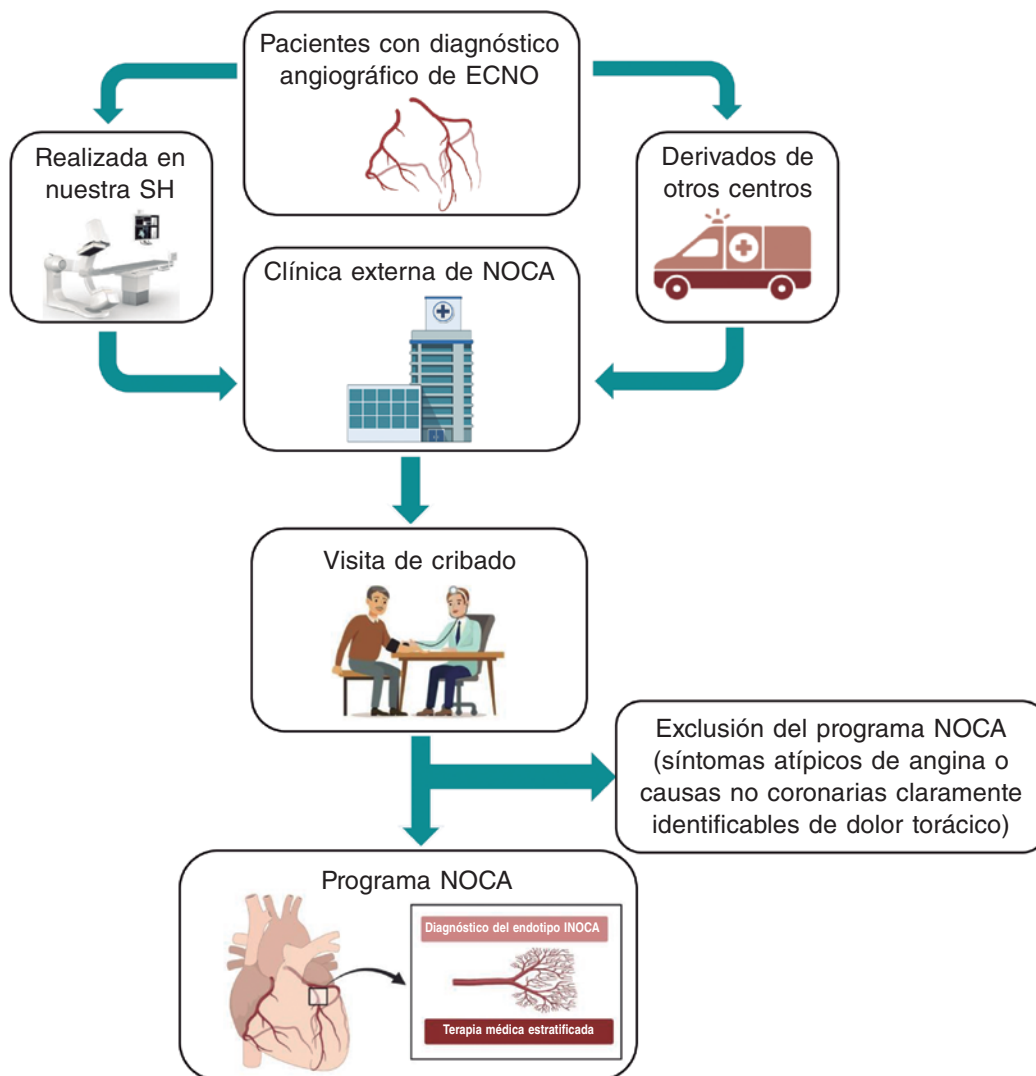 Pacientes con diagnóstico
angiográfico de ECNO
Realizada en
nuestra SH
Derivados de
otros centros
Clínica externa de NOCA
Visita de cribado
Exclusión del programa NOCA
(síntomas atípicos de angina o
causas no coronarias claramente
identificables de dolor torácico)
Programa NOCA
Diagnóstico del endotipo INOCA
Terapia médica estratificada